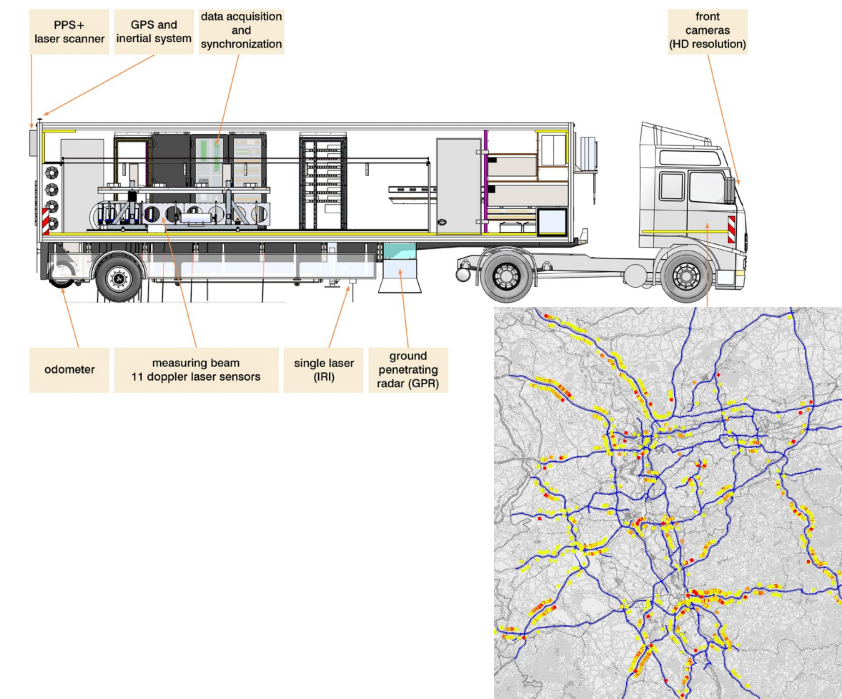 PPS+
laser scanner
GPS and
inertial system
data acquisition
and
synchronization
front
cameras
(HD resolution)
odometer
measuring beam
11 doppler laser sensors
single laser
(IRI)
ground
penetrating
radar (GPR)